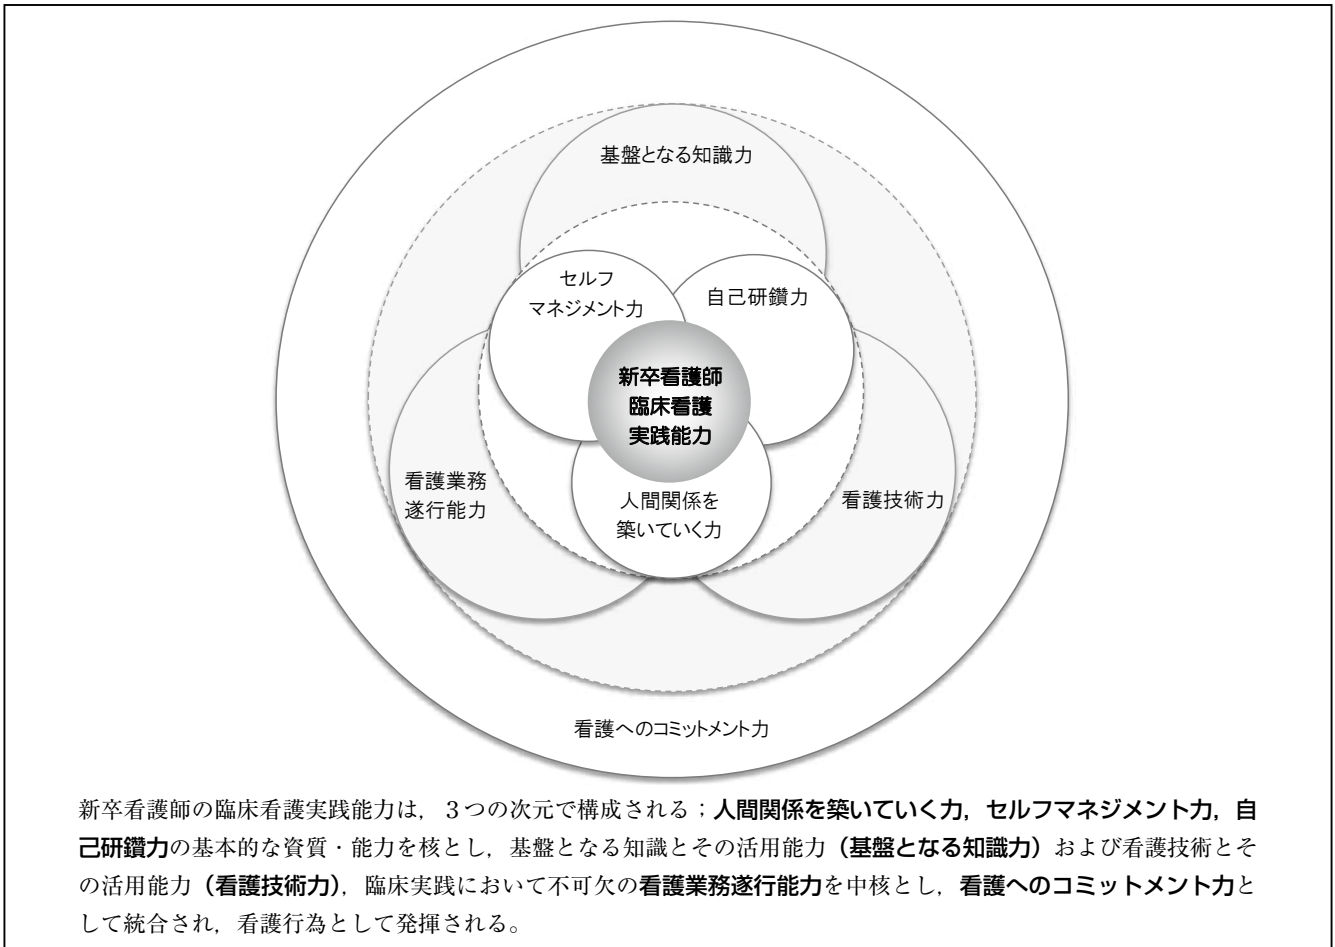 基盤となる知識力
セルフ
マネジメント力
自己研鑽力
新卒看護師
臨床看護
実践能力
看護業務
遂行能力
人間関係を
築いていく力
看護技術力
看護へのコミットメント力
新卒看護師の臨床看護実践能力は，３つの次元で構成される；人間関係を築いていく力，セルフマネジメント力，自
己研鑽力の基本的な資質・能力を核とし，基盤となる知識とその活用能力（基盤となる知識力）および看護技術とそ
の活用能力（看護技術力），臨床実践において不可欠の看護業務遂行能力を中核とし，看護へのコミットメント力と
して統合され，看護行為として発揮される。